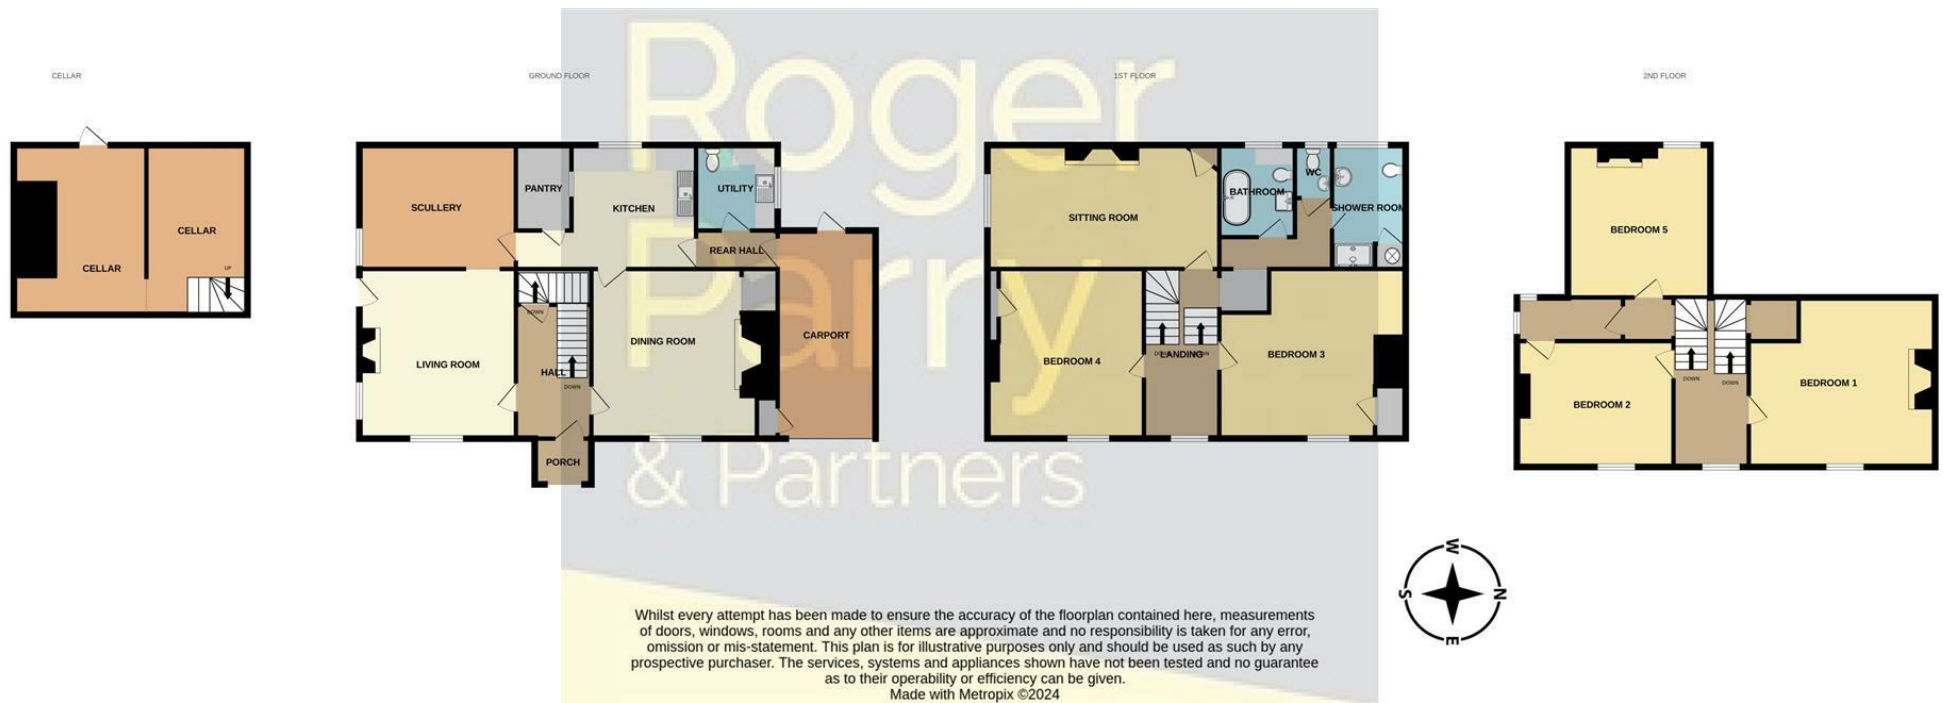 CELLAR
GROUND FLOOR
1ST FLOOR
2ND FLOOR
Roger
Parry
& Partners
CELLAR
CELLAR
UP
SCULLERY
PANTRY
KITCHEN
UTILITY
REAR HALL
LIVING ROOM
HALL
DOWN
DOWN
DINING ROOM
CARPORT
PORCH
SITTING ROOM
BATHROOM
WC
SHOWER ROOM
BEDROOM 4
LANDING
DOWN
DOWN
BEDROOM 3
BEDROOM 5
BEDROOM 2
DOWN
DOWN
BEDROOM 1
W
S
N
E
Whilst every attempt has been made to ensure the accuracy of the floorplan contained here, measurements
of doors, windows, rooms and any other items are approximate and no responsibility is taken for any error,
omission or mis-statement. This plan is for illustrative purposes only and should be used as such by any
prospective purchaser. The services, systems and appliances shown have not been tested and no guarantee
as to their operability or efficiency can be given.
Made with Metropix ©2024